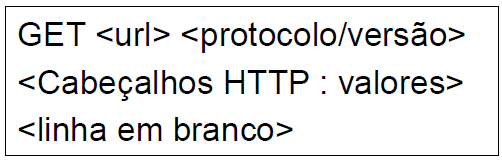 GET <url> <protocolo/versão>
<Cabeçalhos HTTP : valores>
<linha em branco>